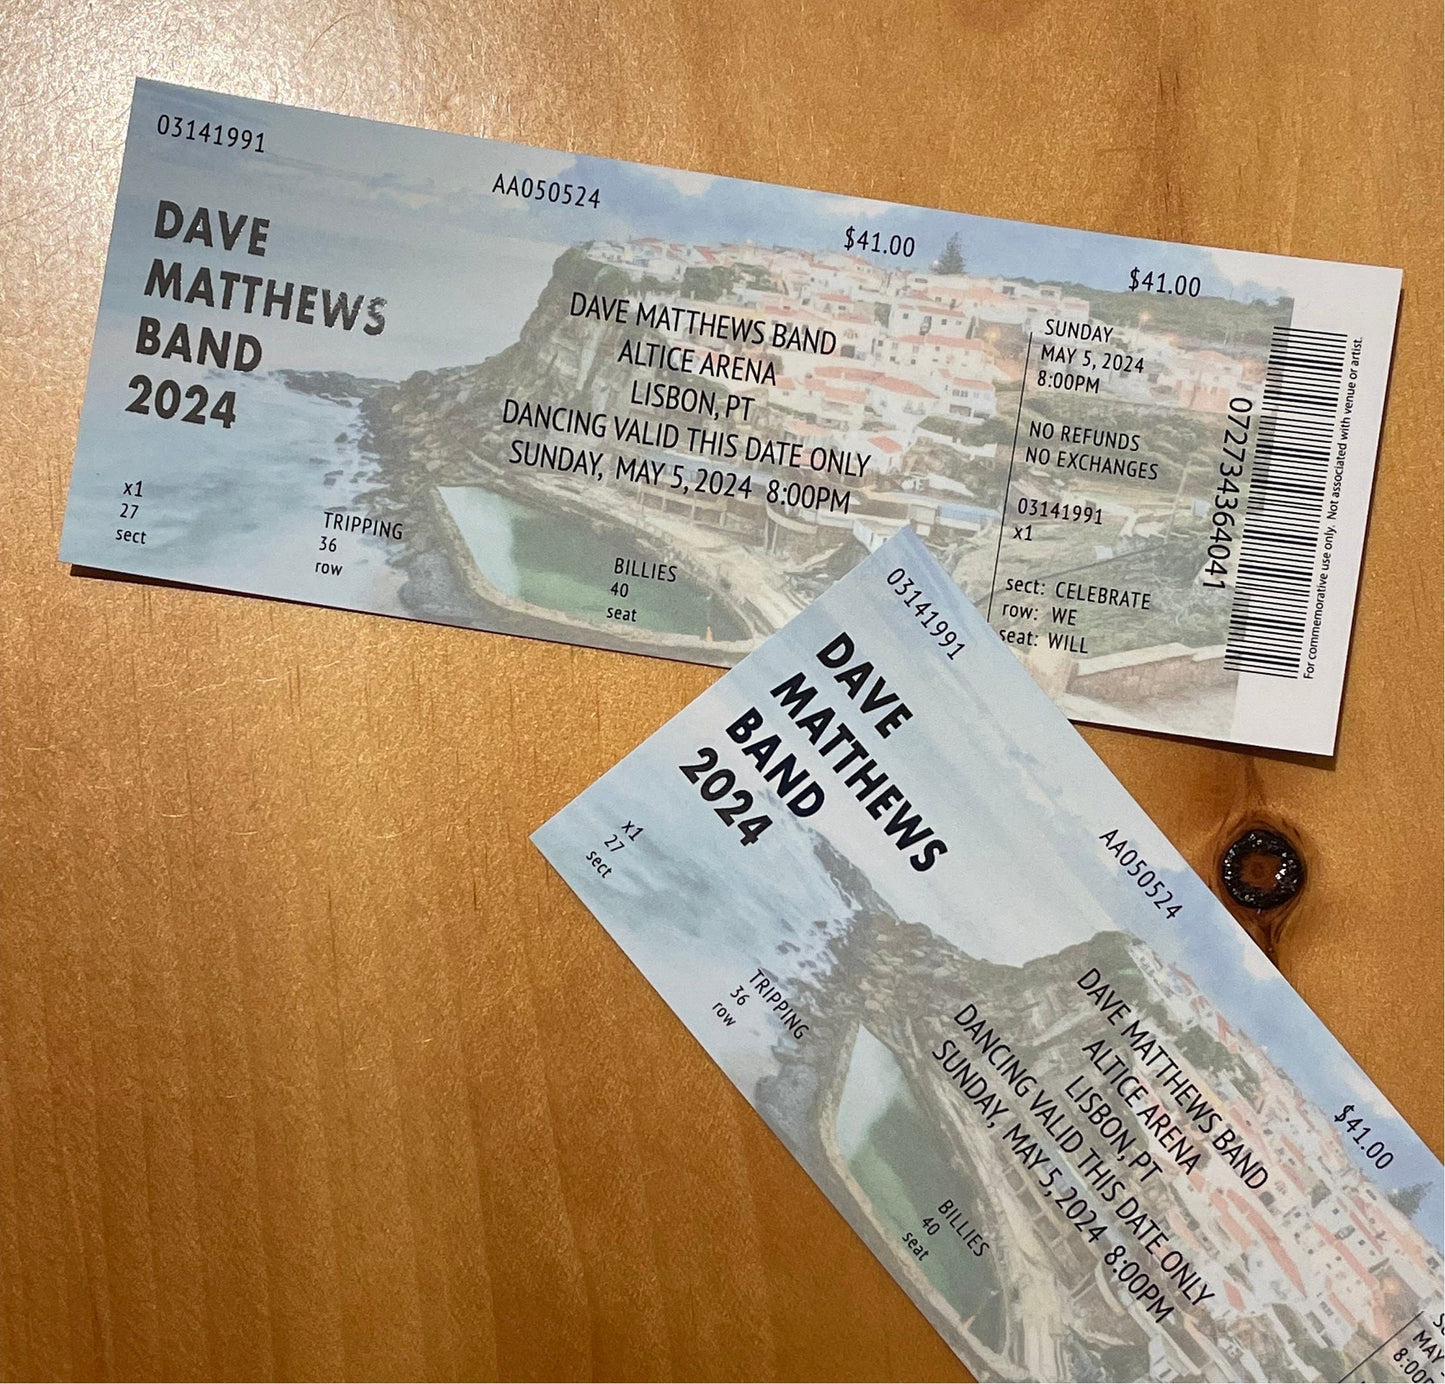 03141991
AA050524
$41.00
$41.00
DAVE
MATTHEWS
BAND
2024
DAVE MATTHEWS BAND
ALTICE ARENA
LISBON, PT
DANCING VALID THIS DATE ONLY
SUNDAY, MAY 5, 2024 8:00PM
x1
27
sect
TRIPPING
36
row
BILLIES
40
seat
SUNDAY
MAY 5, 2024
8:00PM
NO REFUNDS
NO EXCHANGES
03141991
x1
sect: CELEBRATE
row: WE
seat: WILL
072734364041
For commemorative use only. Not associated with venue or artist.
03141991
AA050524
$41.00
DAVE
MATTHEWS
BAND
2024
DAVE MATTHEWS BAND
ALTICE ARENA
LISBON, PT
DANCING VALID THIS DATE ONLY
SUNDAY, MAY 5, 2024 8:00PM
x1
27
sect
TRIPPING
36
row
BILLIES
40
seat
MAY